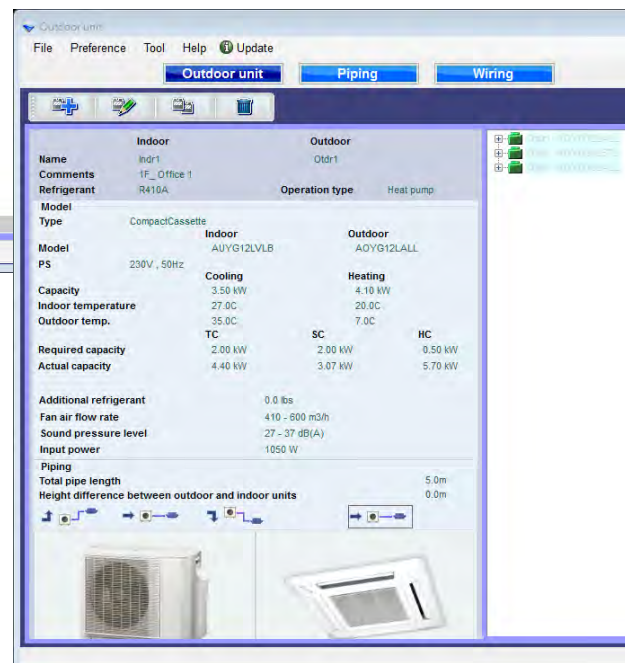 Outdoor unit
File Preference Tool Help Update
Outdoor unit Piping Wiring
Indoor Outdoor
Name Indr1 Otdr1
Comments 1F_ Office 1
Refrigerant R410A Operation type Heat pump
Model
Type CompactCassette
Indoor Outdoor
Model AUYG12LVLB AOYG12LALL
PS 230V , 50Hz
Cooling Heating
Capacity 3.50 kW 4.10 kW
Indoor temperature 27.0C 20.0C
Outdoor temp. 35.0C 7.0C
TC SC HC
Required capacity 2.00 kW 2.00 kW 0.50 kW
Actual capacity 4.40 kW 3.07 kW 5.70 kW
Additional refrigerant 0.0 lbs
Fan air flow rate 410 - 600 m3/h
Sound pressure level 27 - 37 dB(A)
Input power 1050 W
Piping
Total pipe length 5.0m
Height difference between outdoor and indoor units 0.0m